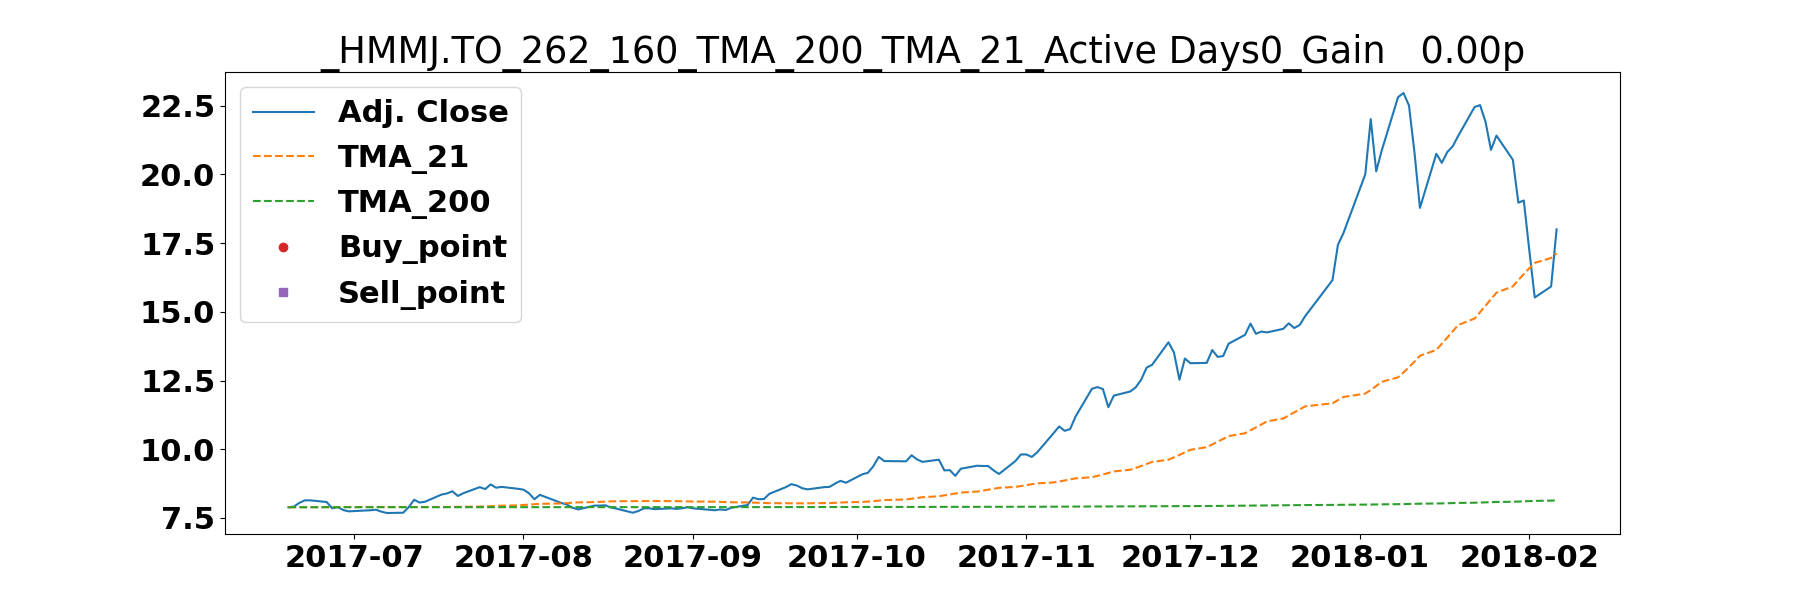 _HMMJ.TO_262_160_TMA_200_TMA_21_Active Days0_Gain   0.00p
Adj. Close
TMA_21
TMA_200
Buy_point
Sell_point
22.5
20.0
17.5
15.0
12.5
10.0
7.5
2017-07 2017-08 2017-09 2017-10 2017-11 2017-12 2018-01 2018-02